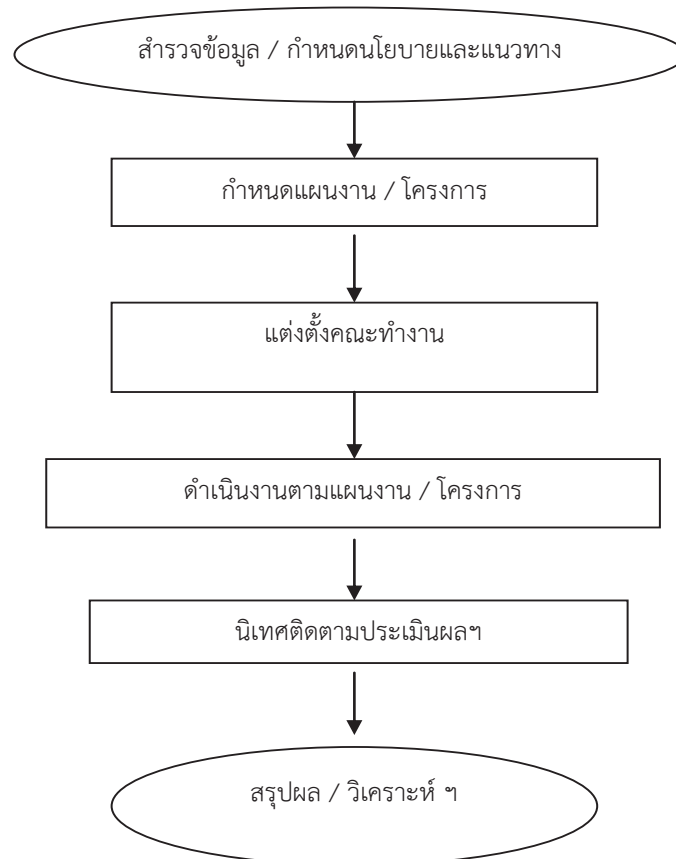 สำรวจข้อมูล / กำหนดนโยบายและแนวทาง
กำหนดแผนงาน / โครงการ
แต่งตั้งคณะทำงาน
ดำเนินงานตามแผนงาน / โครงการ
นิเทศติดตามประเมินผลฯ
สรุปผล / วิเคราะห์ ฯ